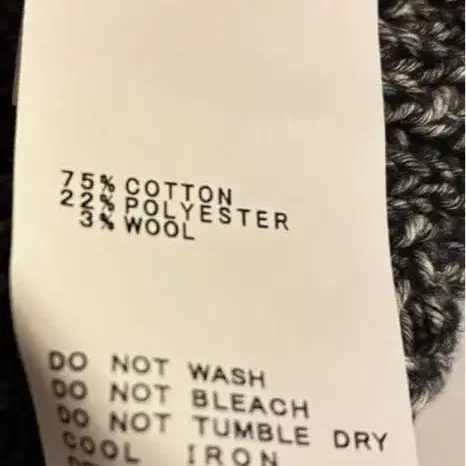 75% COTTON
22% POLYESTER
3% WOOL
DO NOT WASH
DO NOT BLEACH
DO NOT TUMBLE DRY
COOL IRON